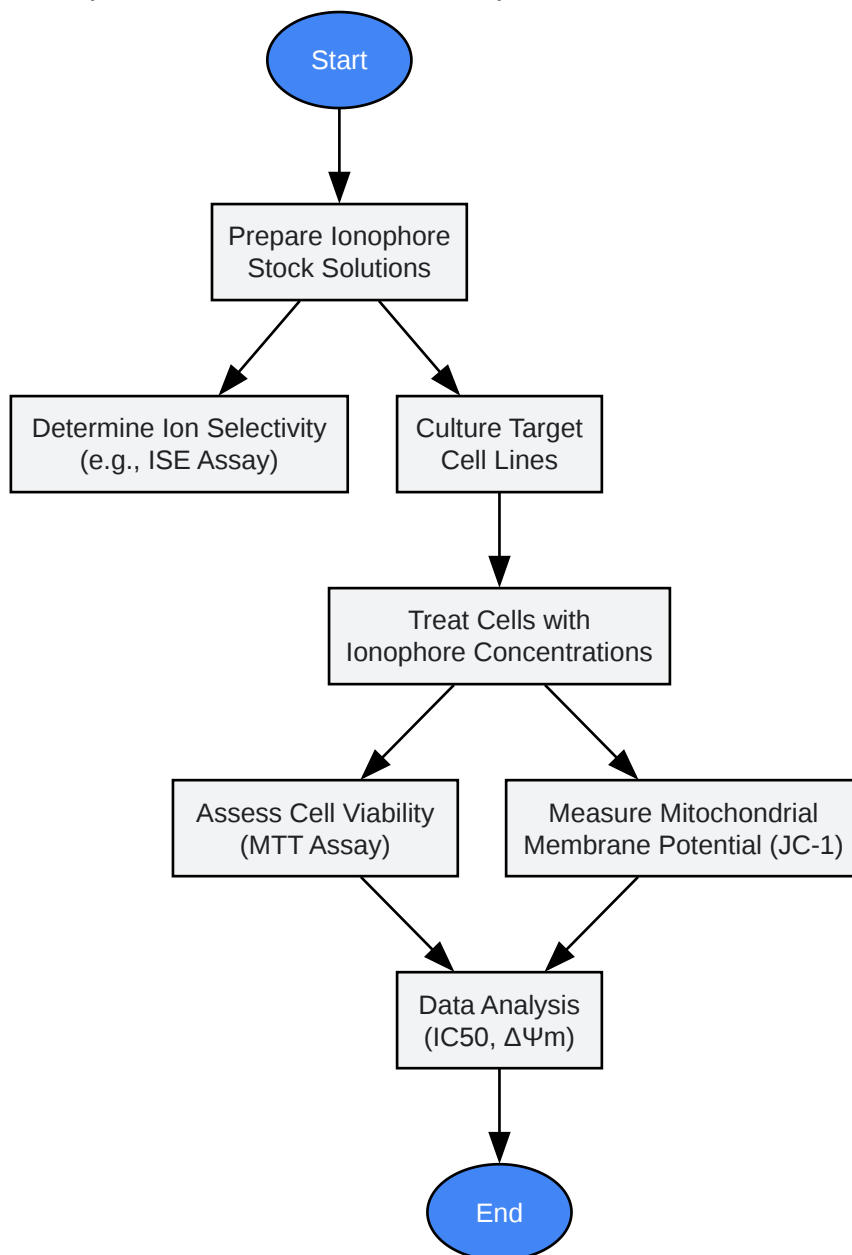 Start
Prepare Ionophore
Stock Solutions
Determine Ion Selectivity
(e.g., ISE Assay)
Culture Target
Cell Lines
Treat Cells with
Ionophore Concentrations
Assess Cell Viability
(MTT Assay)
Measure Mitochondrial
Membrane Potential (JC-1)
Data Analysis
(IC50, ΔΨm)
End